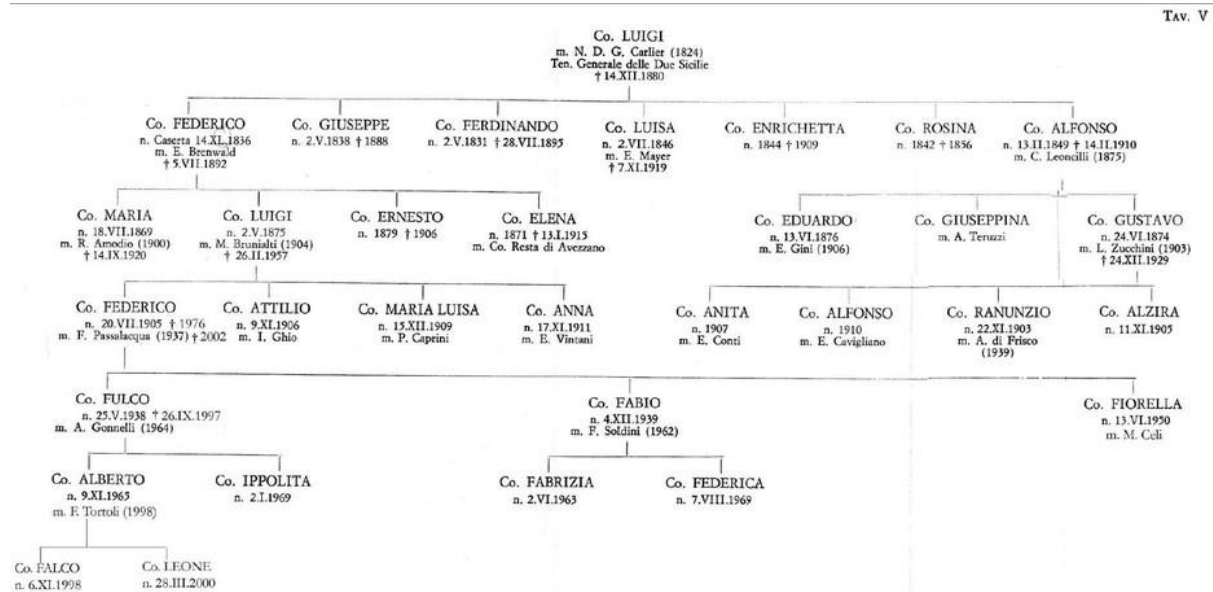 TAV. V
Co. LUIGI
m. N. D. G. Carlier (1824)
Ten. Generale delle Due Sicilie
† 14.XII.1880
Co. FEDERICO
n. Caserta 14.XI.1836
m. E. Brenwald
† 5.VII.1892
Co. GIUSEPPE
n. 2.V.1838 † 1888
Co. FERDINANDO
n. 2.V.1831 † 28.VII.1895
Co. LUISA
n. 2.VII.1846
m. E. Mayer
† 7.XI.1919
Co. ENRICHETTA
n. 1844 † 1909
Co. ROSINA
n. 1842 † 1856
Co. ALFONSO
n. 13.II.1849 † 14.II.1910
m. C. Leoncilli (1875)
Co. MARIA
n. 18.VII.1869
m. R. Amodio (1900)
† 14.IX.1920
Co. LUIGI
n. 2.V.1875
m. M. Brunialti (1904)
† 26.II.1957
Co. ERNESTO
n. 1879 † 1906
Co. ELENA
n. 1871 † 13.I.1915
m. Co. Resta di Avezzano
Co. EDUARDO
n. 13.VI.1876
m. E. Gini (1906)
Co. GIUSEPPINA
m. A. Teruzzi
Co. GUSTAVO
n. 24.VI.1874
m. L. Zucchini (1903)
† 24.XII.1929
Co. FEDERICO
n. 20.VII.1905 † 1976
m. F. Passalacqua (1937) † 2002
Co. ATTILIO
n. 9.XI.1906
m. I. Ghio
Co. MARIA LUISA
n. 15.XII.1909
m. P. Caprini
Co. ANNA
n. 17.XI.1911
m. E. Vintani
Co. ANITA
n. 1907
m. E. Conti
Co. ALFONSO
n. 1910
m. E. Cavigliano
Co. RANUNZIO
n. 22.XI.1903
m. A. di Frisco
(1939)
Co. ALZIRA
n. 11.XI.1905
Co. FULCO
n. 25.V.1938 † 26.IX.1997
m. A. Gonnelli (1964)
Co. FABIO
n. 4.XII.1939
m. F. Soldini (1962)
Co. FIORELLA
n. 13.VI.1950
m. M. Celi
Co. ALBERTO
n. 9.XI.1965
m. F. Tortoli (1998)
Co. IPPOLITA
n. 2.I.1969
Co. FABRIZIA
n. 2.VI.1963
Co. FEDERICA
n. 7.VIII.1969
Co. FALCO
n. 6.XI.1998
Co. LEONE
n. 28.III.2000